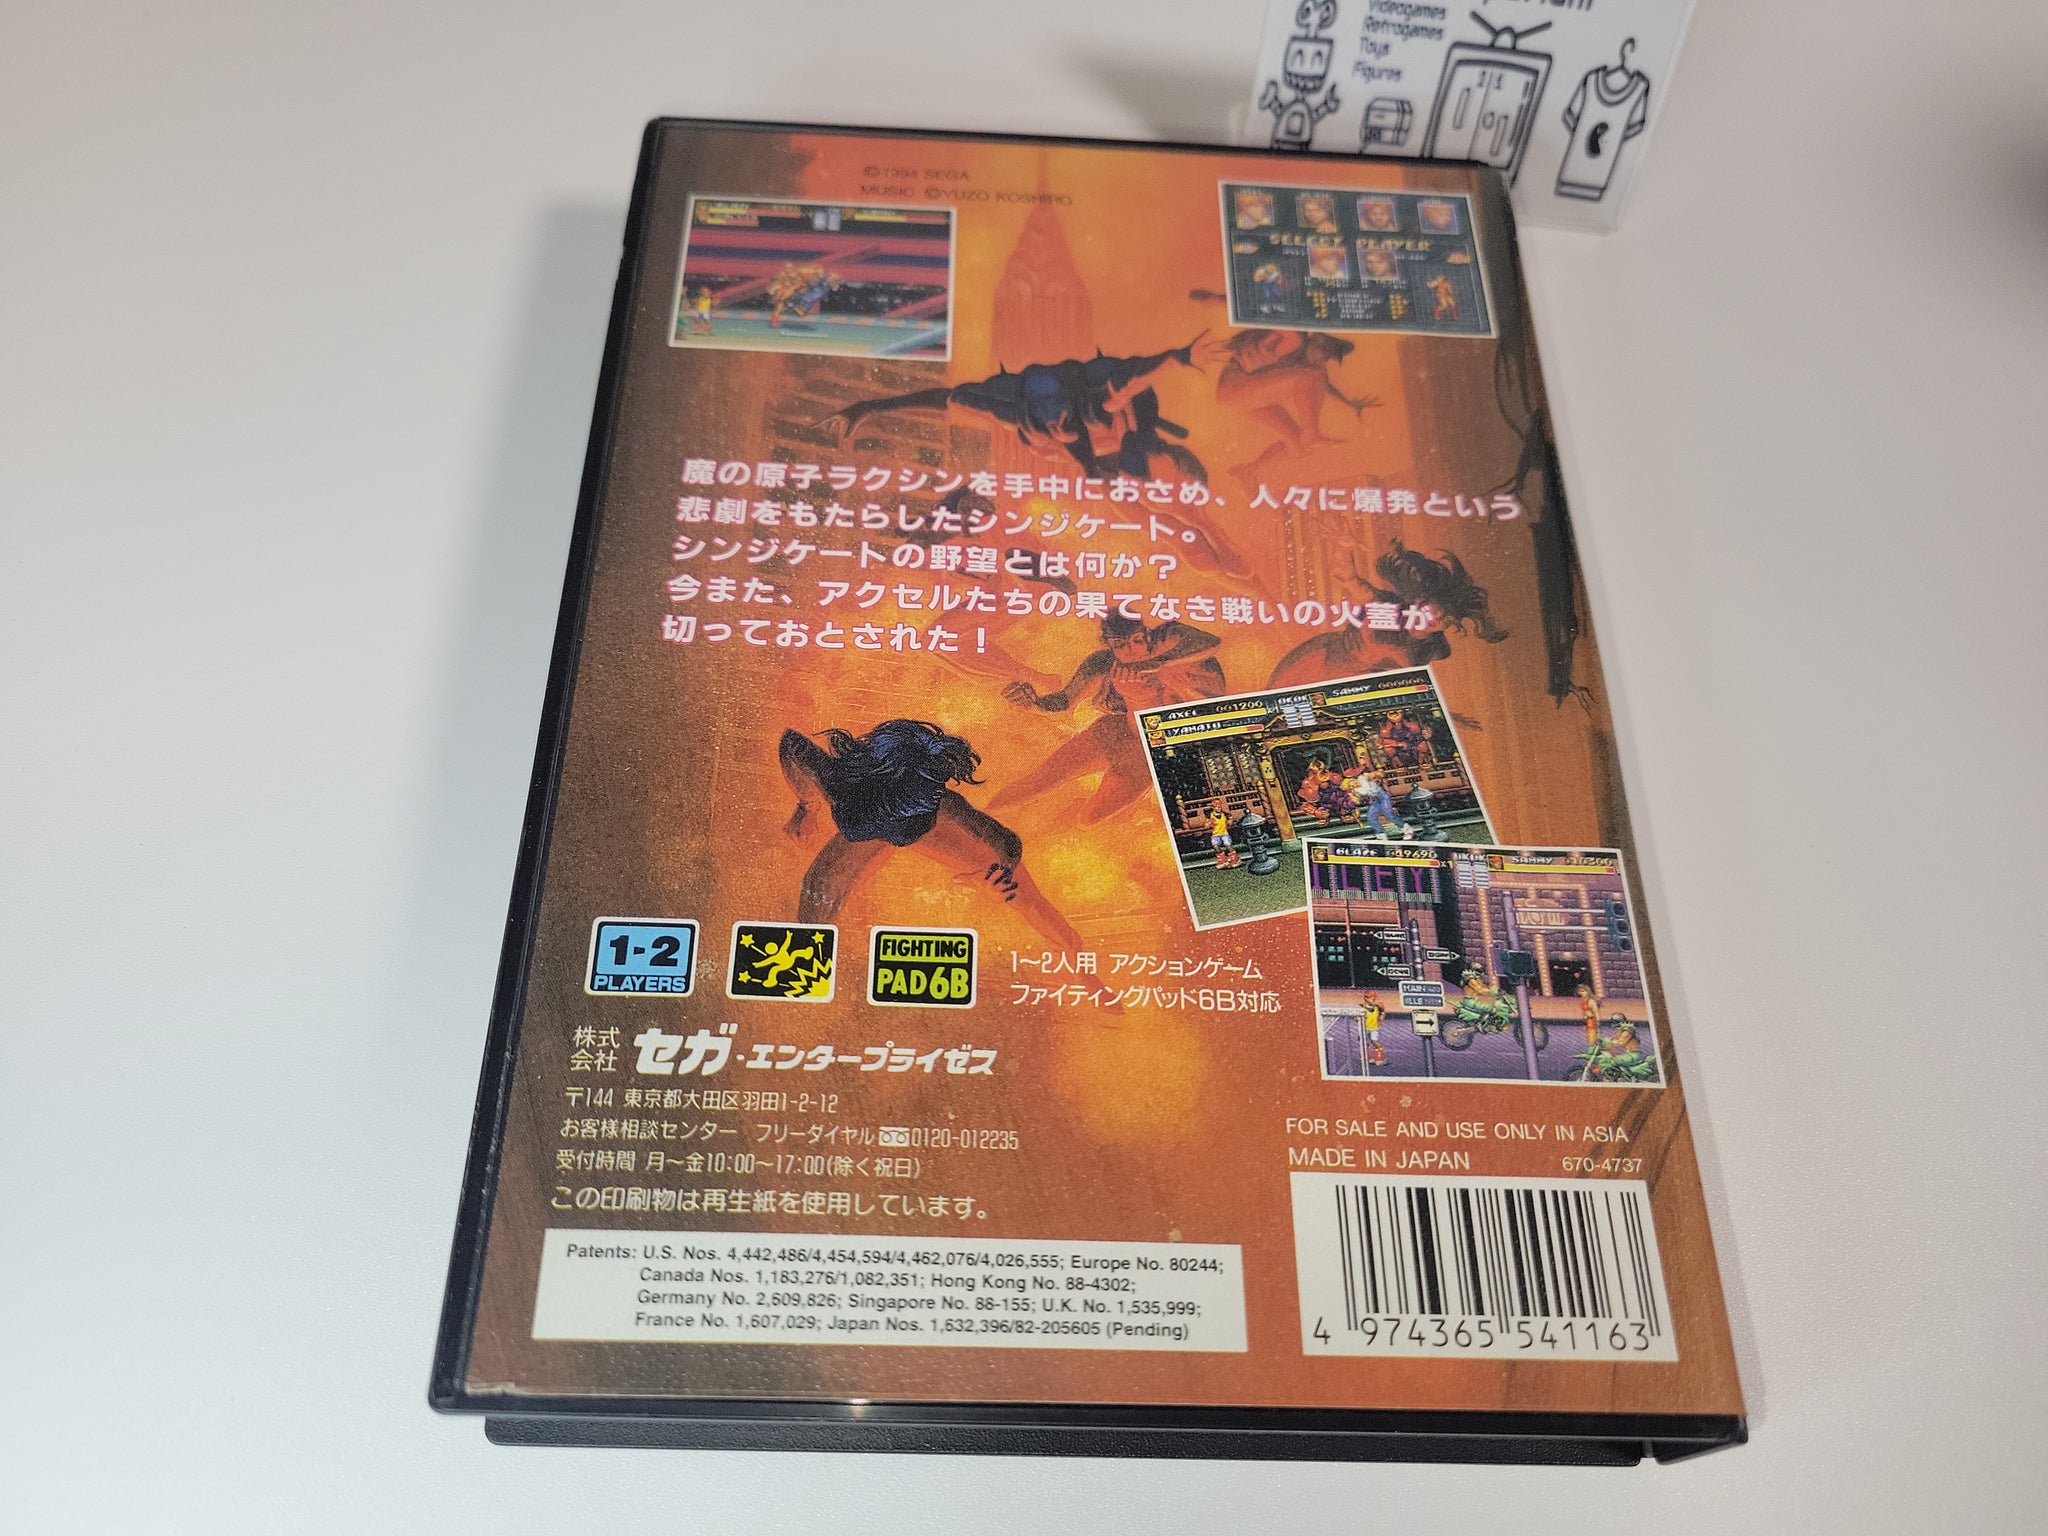 Videogames
Retrogames
Toys
Figures
©1994 SEGA
MUSIC ©YUZO KOSHIRO
SELECT PLAYER
魔の原子ラクシンを手中におさめ、人々に爆発という
悲劇をもたらしたシンジケート。
シンジケートの野望とは何か?
今また、アクセルたちの果てなき戦いの火蓋が
切っておとされた!
AXEL 001200
SAMMY 000000
YAMATO
BLAZE
SAMMY
1-2
PLAYERS
FIGHTING
PAD 6B
1〜2人用 アクションゲーム
ファイティングパッド6B対応
株式会社 セガ・エンタープライゼス
〒144 東京都大田区羽田1-2-12
お客様相談センター フリーダイヤル 0120-012235
受付時間 月〜金10:00〜17:00(除く祝日)
この印刷物は再生紙を使用しています。
Patents: U.S. Nos. 4,442,486/4,454,594/4,462,076/4,026,555; Europe No. 80244;
Canada Nos. 1,183,276/1,082,351; Hong Kong No. 88-4302;
Germany No. 2,609,826; Singapore No. 88-155; U.K. No. 1,535,999;
France No. 1,607,029; Japan Nos. 1,632,396/82-205605 (Pending)
FOR SALE AND USE ONLY IN ASIA
MADE IN JAPAN 670-4737
4 974365 541163